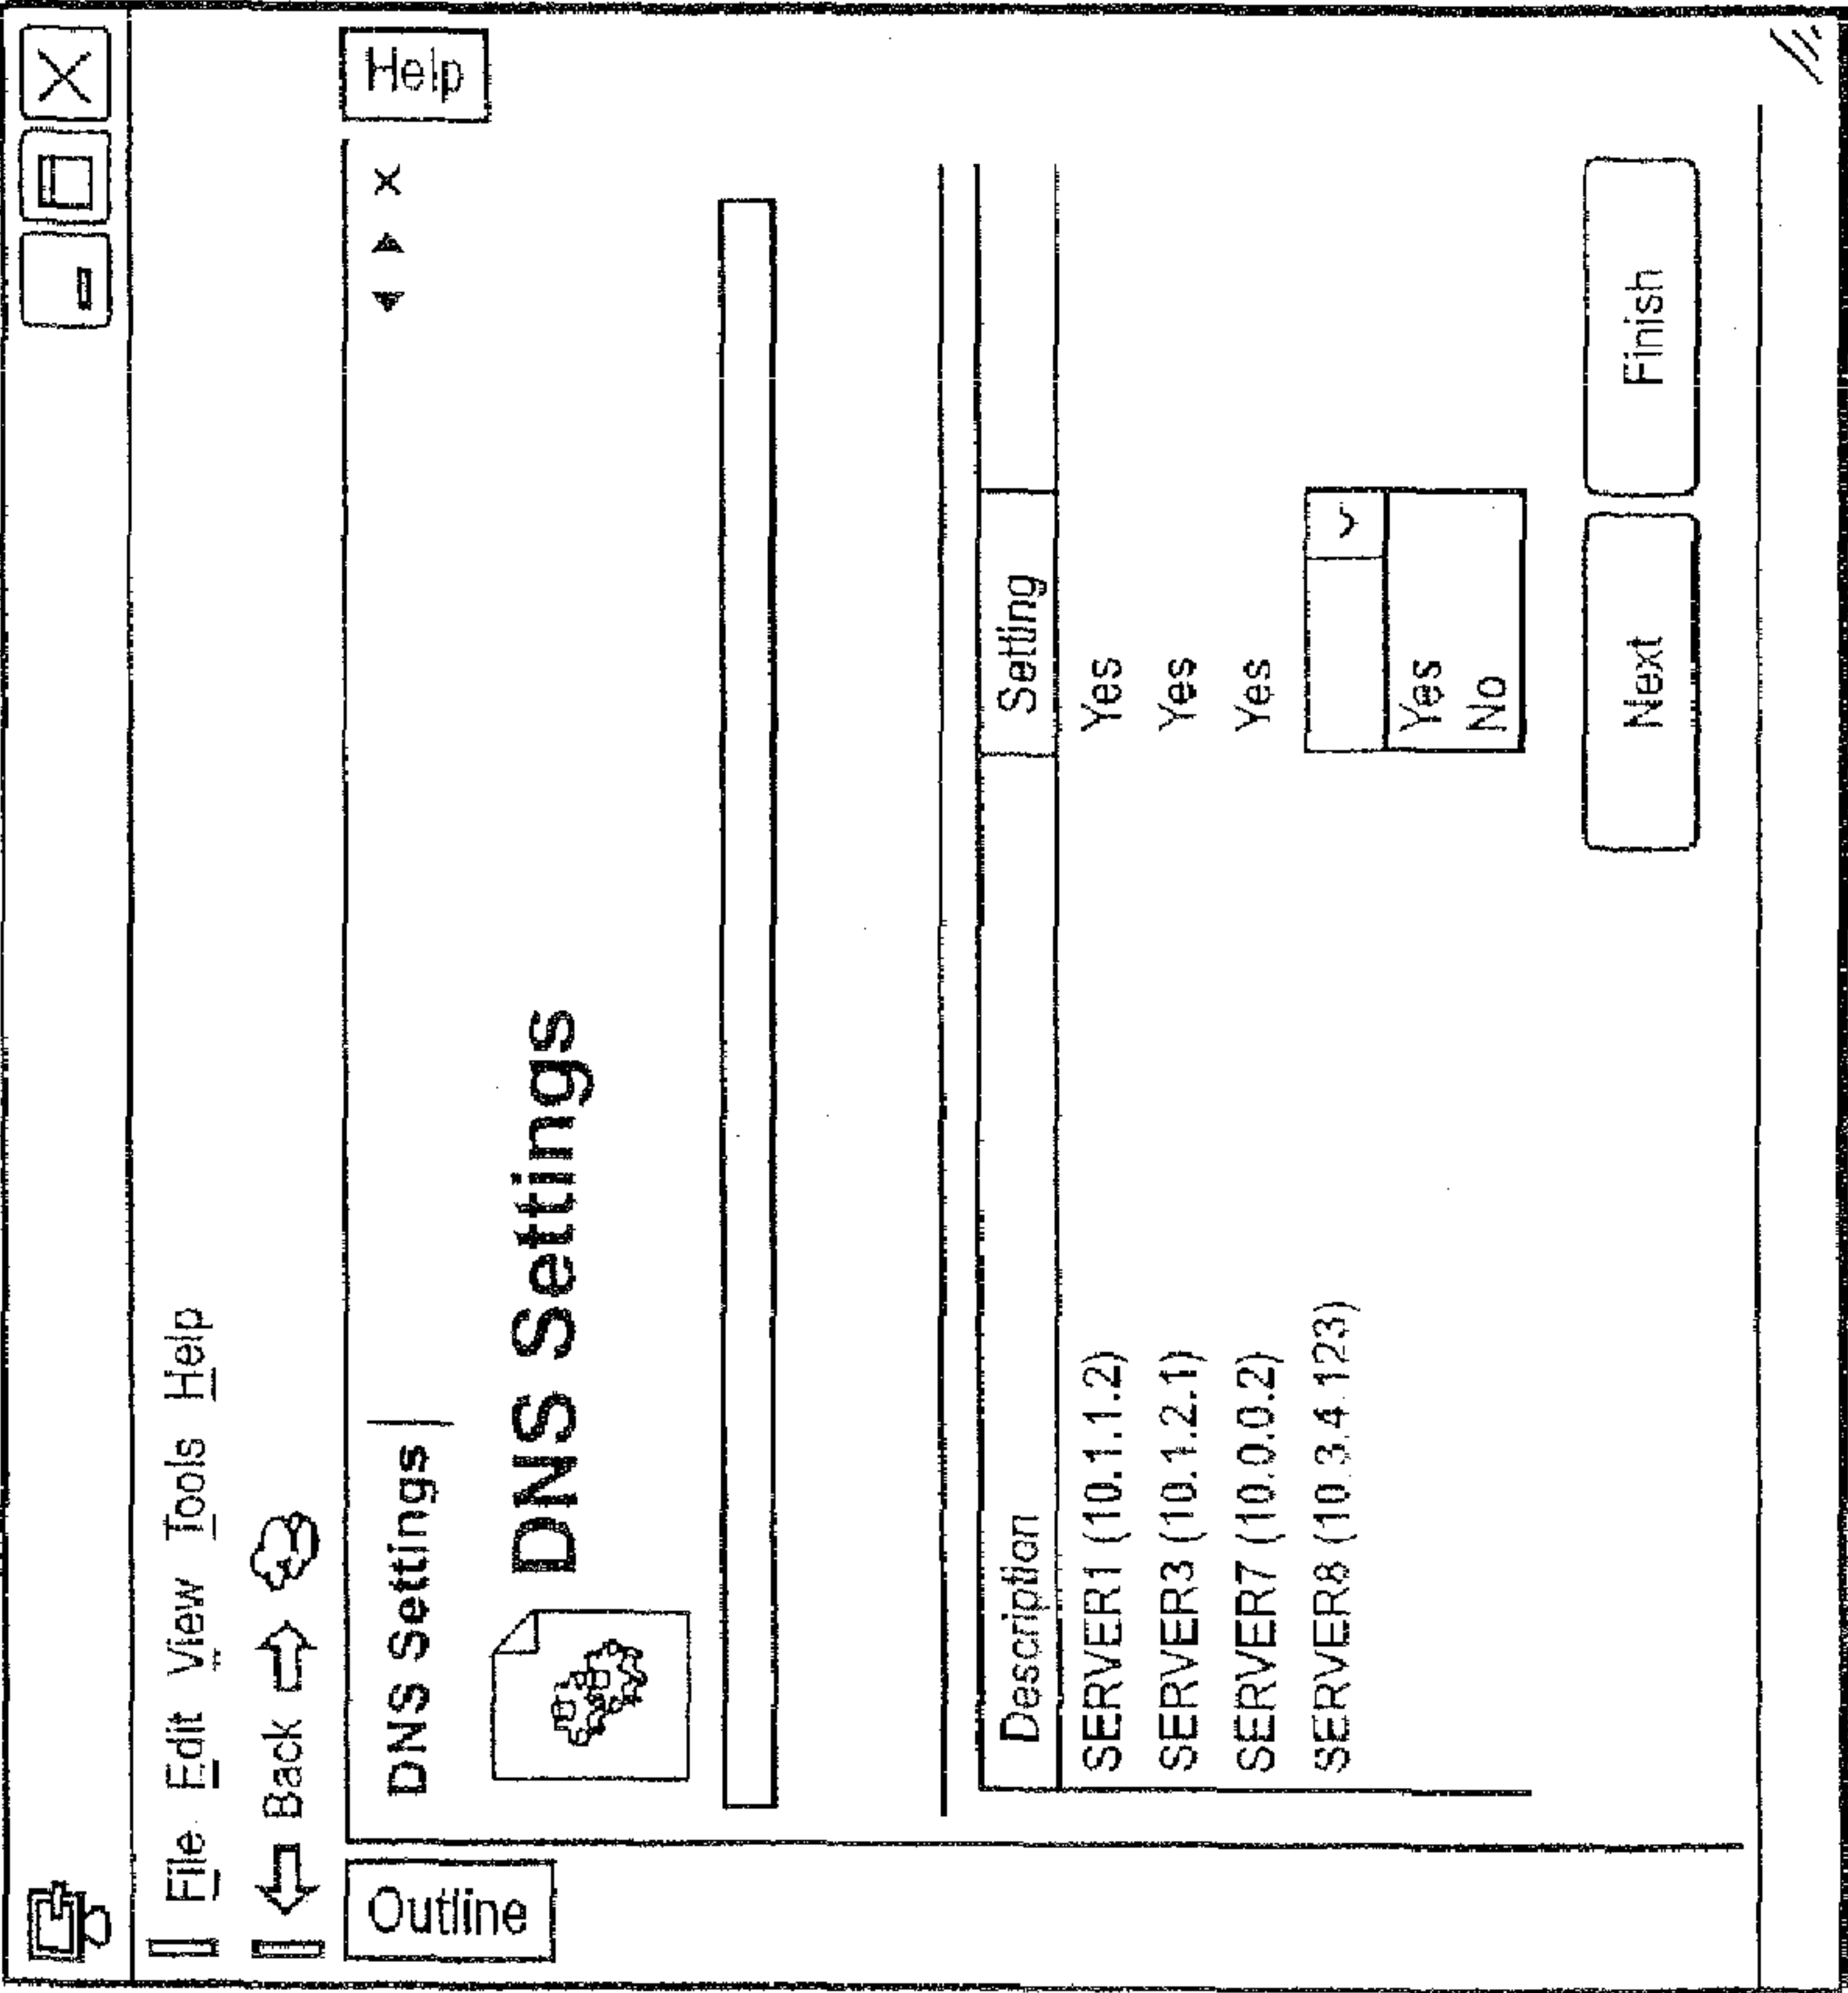 File Edit View Tools Help
Back
Outline
DNS Settings
Help
DNS Settings
Description Setting
SERVER1 (10.1.1.2) Yes
SERVER3 (10.1.2.1) Yes
SERVER7 (10.0.0.2) Yes
SERVER8 (10.3.4.123)
Yes
No
Next Finish